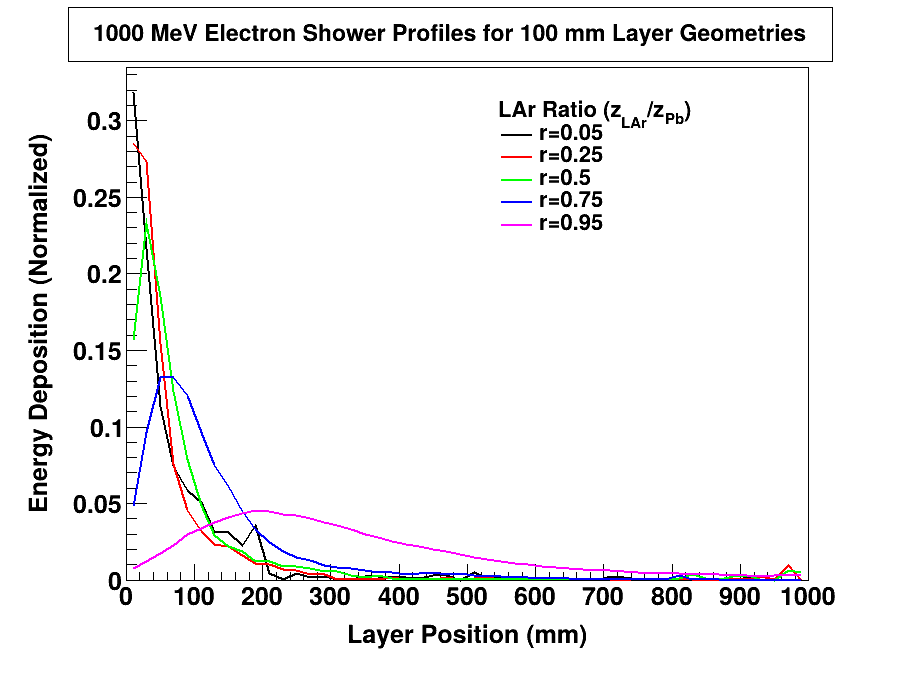 1000 MeV Electron Shower Profiles for 100 mm Layer Geometries
LAr Ratio (z_LAr/z_Pb)
r=0.05
r=0.25
r=0.5
r=0.75
r=0.95
Energy Deposition (Normalized)
0.3
0.25
0.2
0.15
0.1
0.05
0
0 100 200 300 400 500 600 700 800 900 1000
Layer Position (mm)